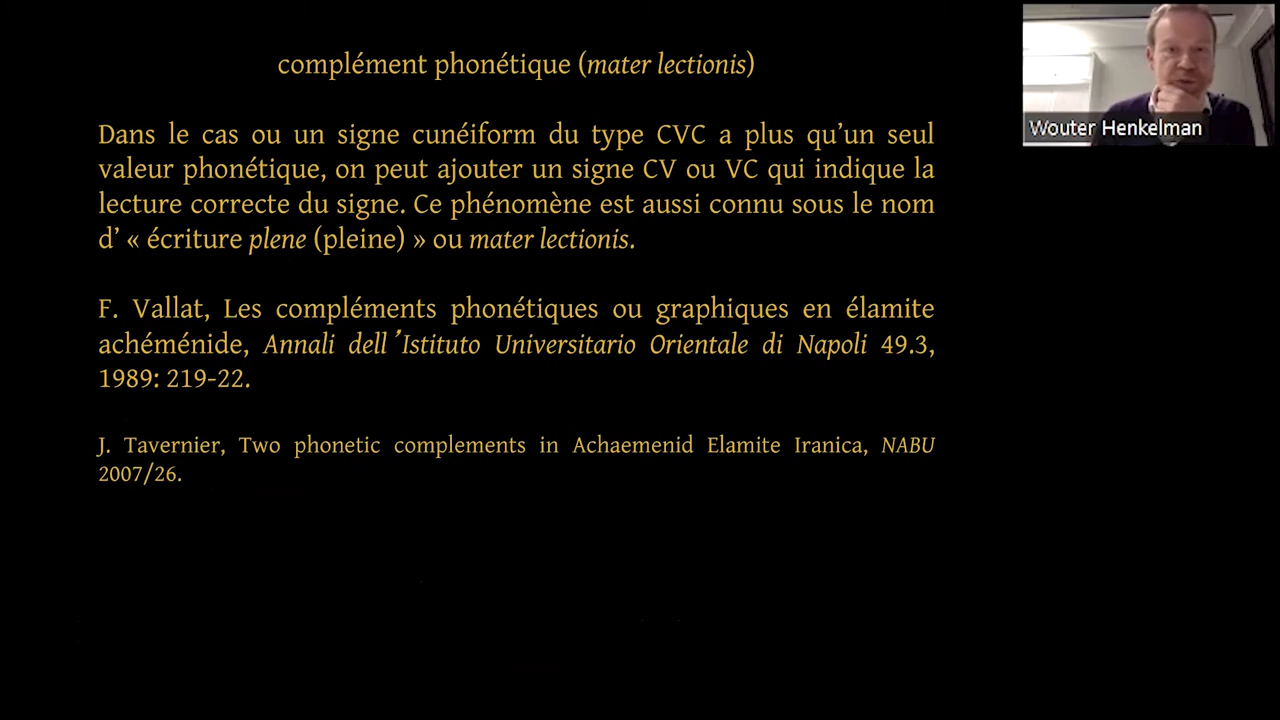 complément phonétique (mater lectionis)
Dans le cas ou un signe cunéiform du type CVC a plus qu’un seul
valeur phonétique, on peut ajouter un signe CV ou VC qui indique la
lecture correcte du signe. Ce phénomène est aussi connu sous le nom
d’ « écriture plene (pleine) » ou mater lectionis.
F. Vallat, Les compléments phonétiques ou graphiques en élamite
achéménide, Annali dell ’Istituto Universitario Orientale di Napoli 49.3,
1989: 219-22.
J. Tavernier, Two phonetic complements in Achaemenid Elamite Iranica, NABU
2007/26.
Wouter Henkelman